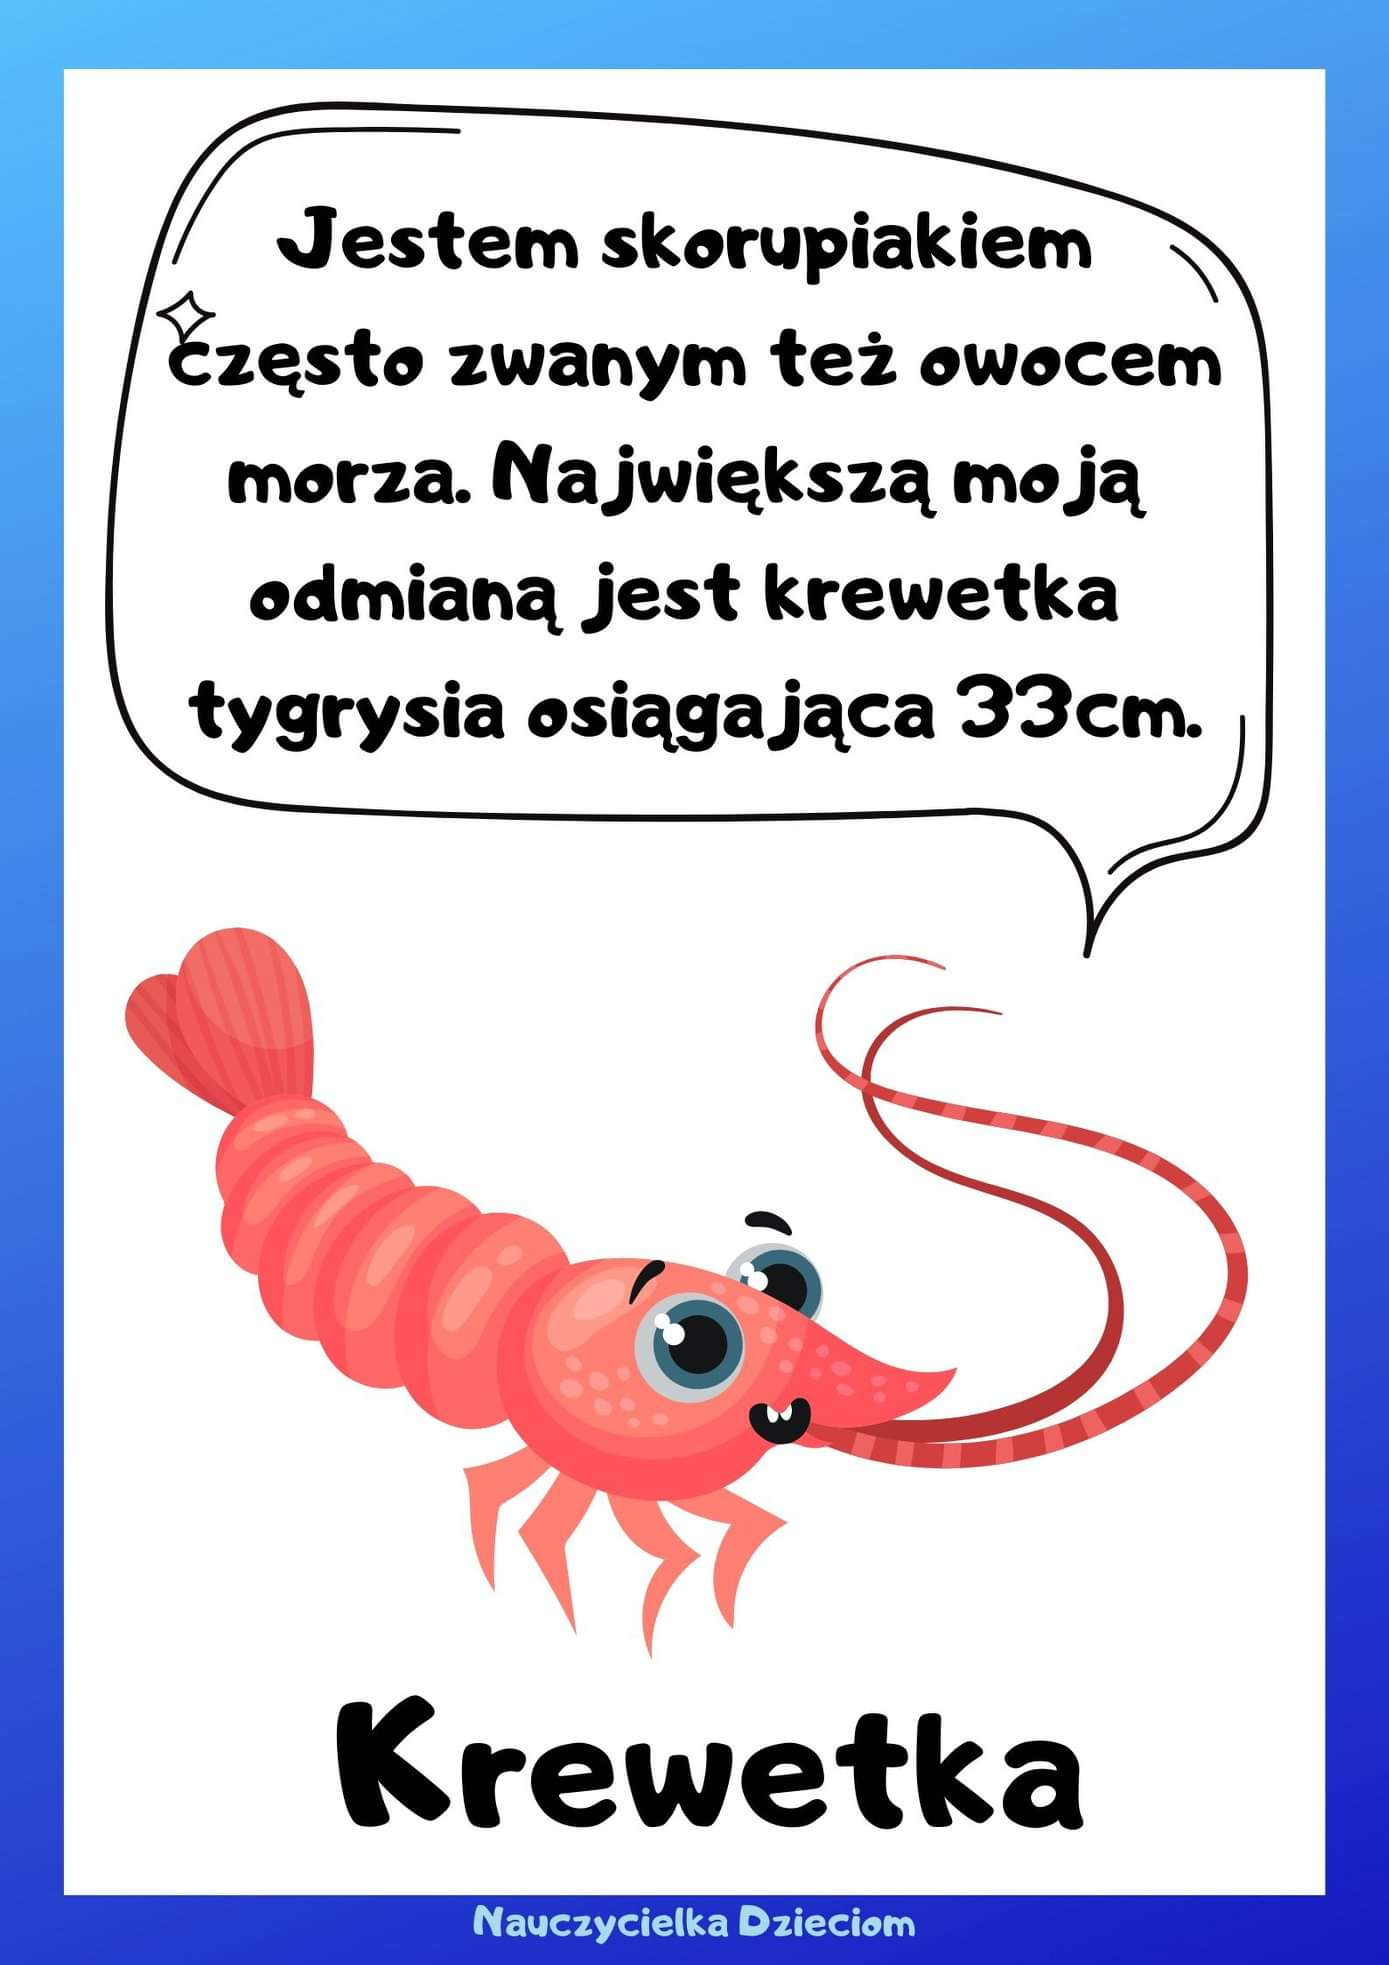 Jestem skorupiakiem
często zwanym też owocem
morza. Największą moją
odmianą jest krewetka
tygrysia osiągająca 33cm.
Krewetka
Nauczycielka Dzieciom